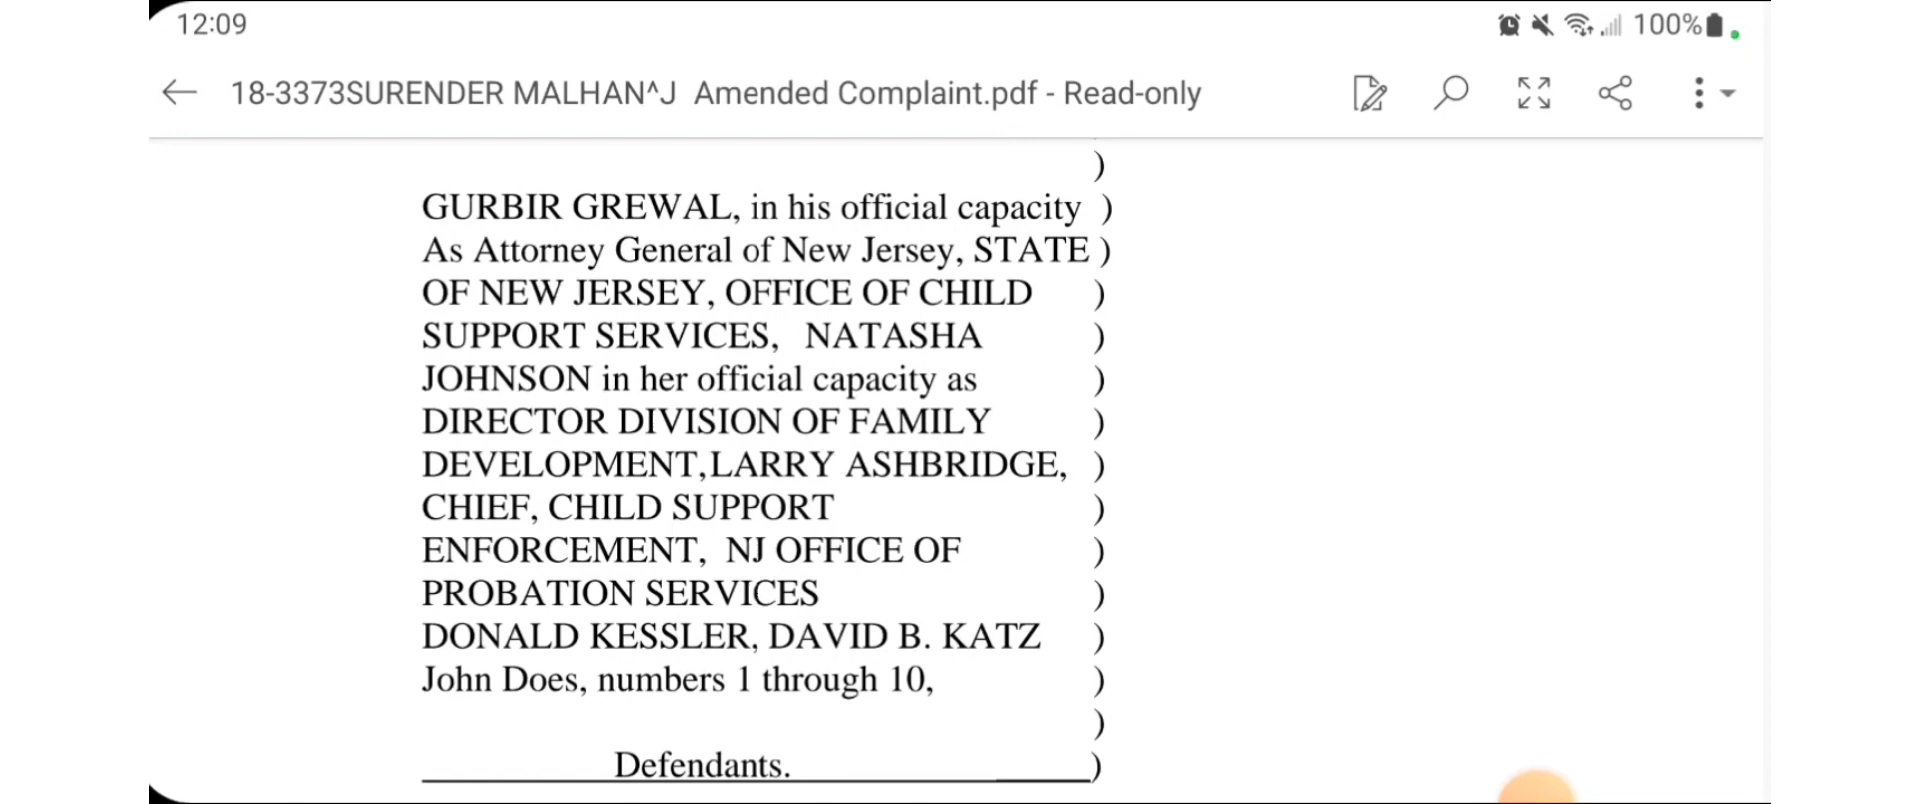 12:09
100%
18-3373SURENDER MALHAN^J Amended Complaint.pdf - Read-only
)
GURBIR GREWAL, in his official capacity )
As Attorney General of New Jersey, STATE )
OF NEW JERSEY, OFFICE OF CHILD )
SUPPORT SERVICES, NATASHA )
JOHNSON in her official capacity as )
DIRECTOR DIVISION OF FAMILY )
DEVELOPMENT,LARRY ASHBRIDGE, )
CHIEF, CHILD SUPPORT )
ENFORCEMENT, NJ OFFICE OF )
PROBATION SERVICES )
DONALD KESSLER, DAVID B. KATZ )
John Does, numbers 1 through 10, )
)
Defendants. )